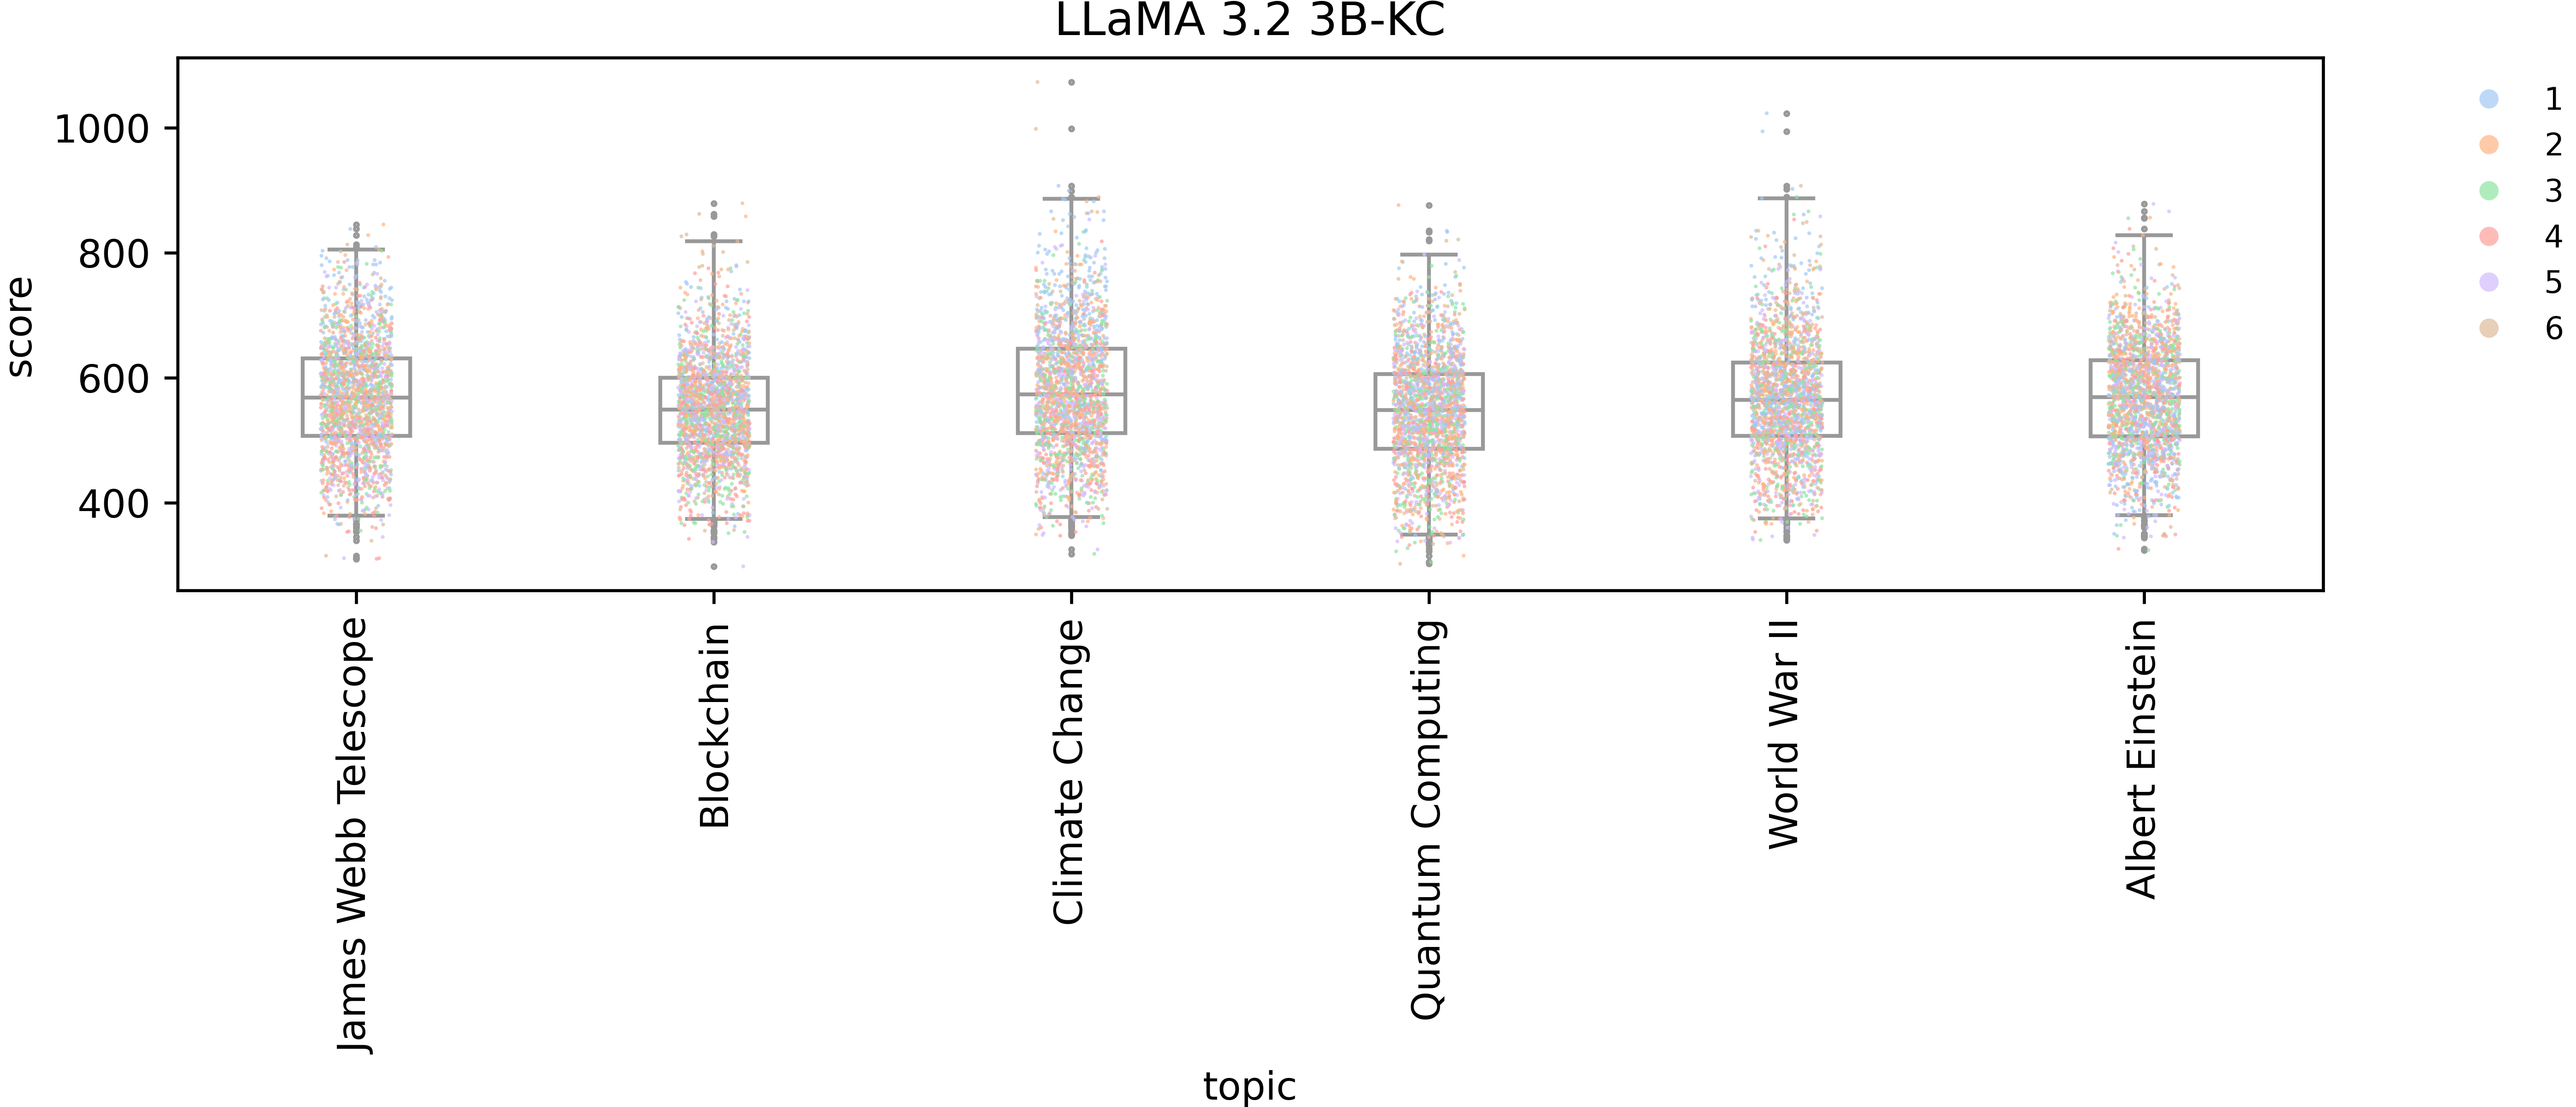 LLaMA 3.2 3B-KC
score
1000
800
600
400
1
2
3
4
5
6
James Webb Telescope
Blockchain
Climate Change
Quantum Computing
World War II
Albert Einstein
topic